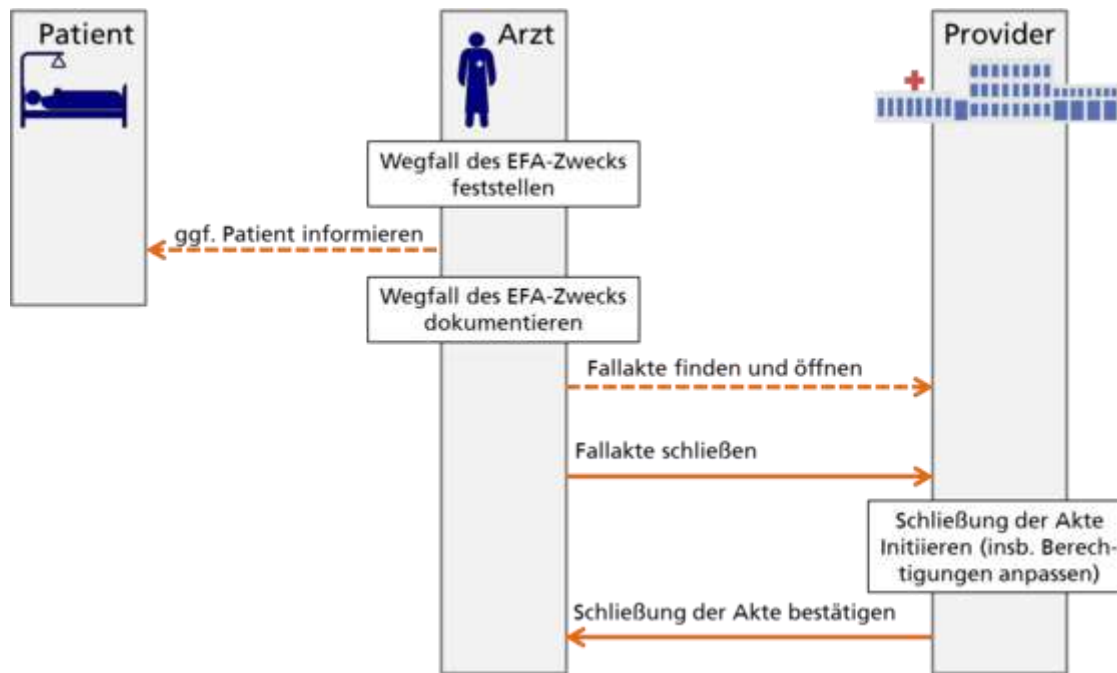 Patient
Arzt
Provider
Wegfall des EFA-Zwecks
feststellen
ggf. Patient informieren
Wegfall des EFA-Zwecks
dokumentieren
Fallakte finden und öffnen
Fallakte schließen
Schließung der Akte
Initiieren (insb. Berech-
tigungen anpassen)
Schließung der Akte bestätigen